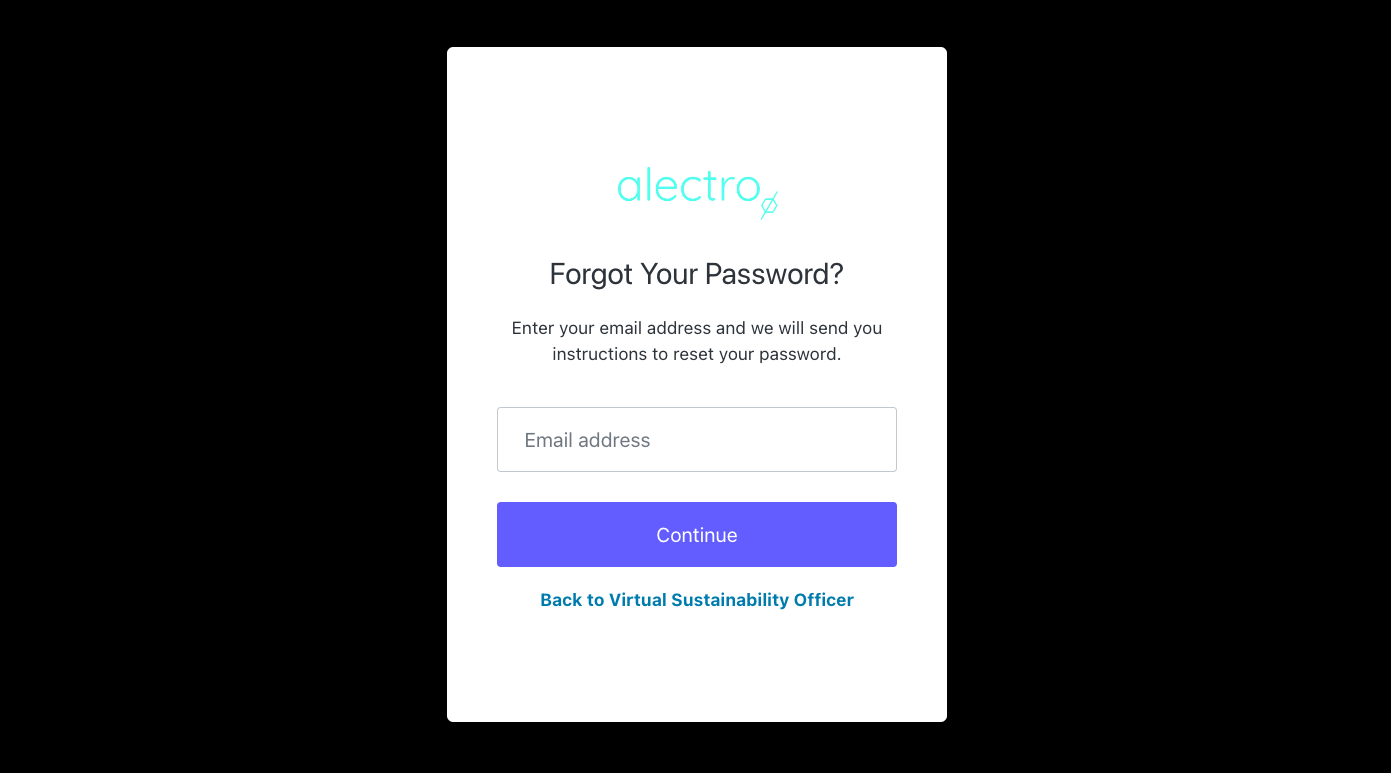 alectro
Forgot Your Password?
Enter your email address and we will send you
instructions to reset your password.
Email address
Continue
Back to Virtual Sustainability Officer